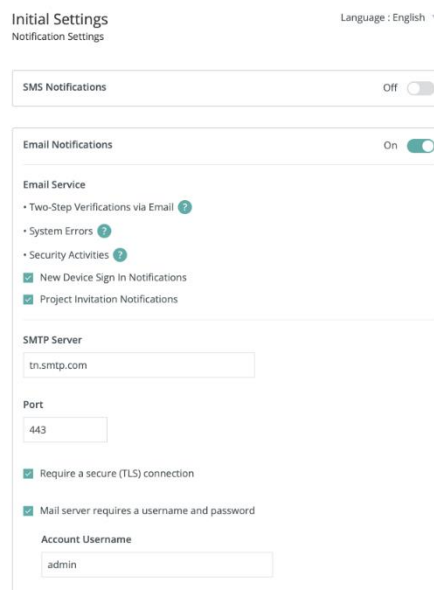 Initial Settings
Language : English
Notification Settings
SMS Notifications
Off
Email Notifications
On
Email Service
• Two-Step Verifications via Email ?
• System Errors ?
• Security Activities ?
New Device Sign In Notifications
Project Invitation Notifications
SMTP Server
tn.smtp.com
Port
443
Require a secure (TLS) connection
Mail server requires a username and password
Account Username
admin